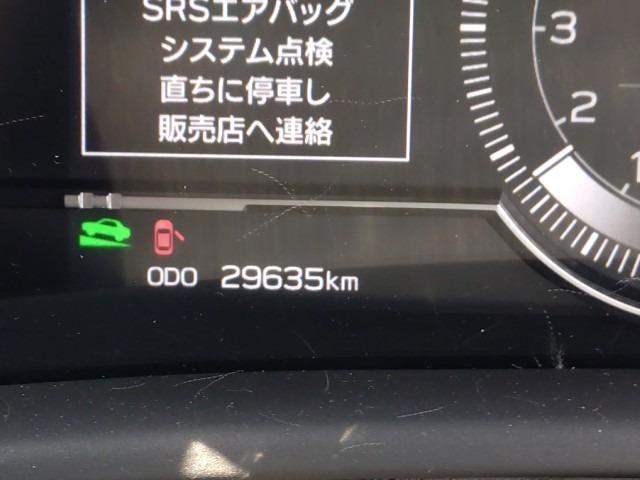 SRSエアバッグ
システム点検
直ちに停車し
販売店へ連絡
3
2
1
ODO 29635km